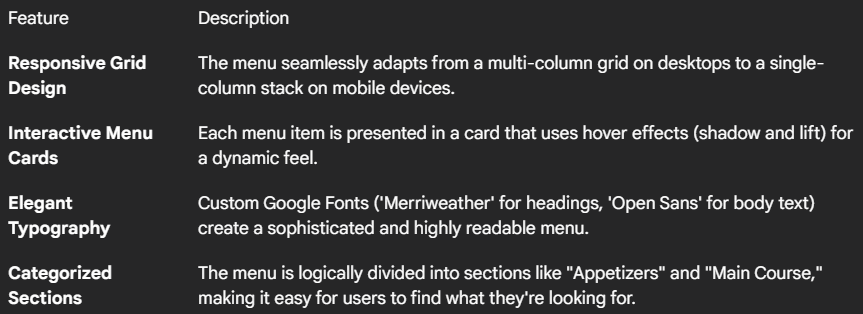 Feature Description
Responsive Grid Design The menu seamlessly adapts from a multi-column grid on desktops to a single-
column stack on mobile devices.
Interactive Menu Cards Each menu item is presented in a card that uses hover effects (shadow and lift) for
a dynamic feel.
Elegant Typography Custom Google Fonts ('Merriweather' for headings, 'Open Sans' for body text)
create a sophisticated and highly readable menu.
Categorized Sections The menu is logically divided into sections like "Appetizers" and "Main Course,"
making it easy for users to find what they're looking for.